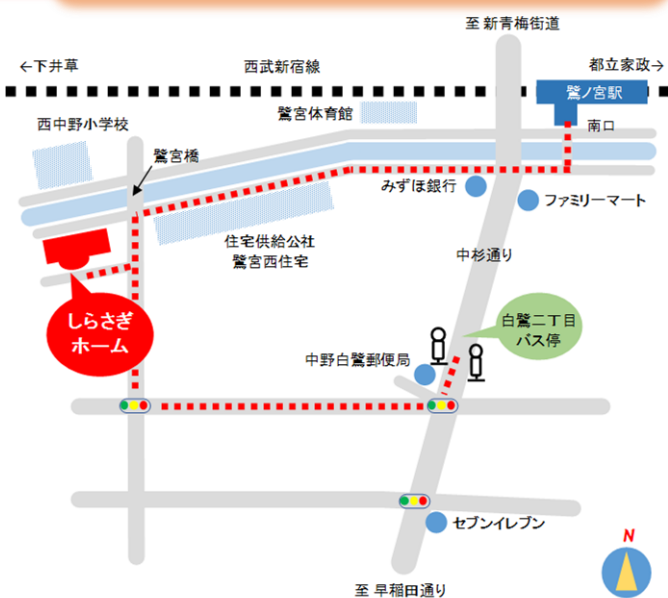 至 新青梅街道
←下井草
西武新宿線
都立家政→
鷺ノ宮駅
鷺宮体育館
南口
西中野小学校
鷺宮橋
みずほ銀行
ファミリーマート
住宅供給公社
鷺宮西住宅
中杉通り
しらさぎ
ホーム
白鷺二丁目
バス停
中野白鷺郵便局
セブンイレブン
N
至 早稲田通り